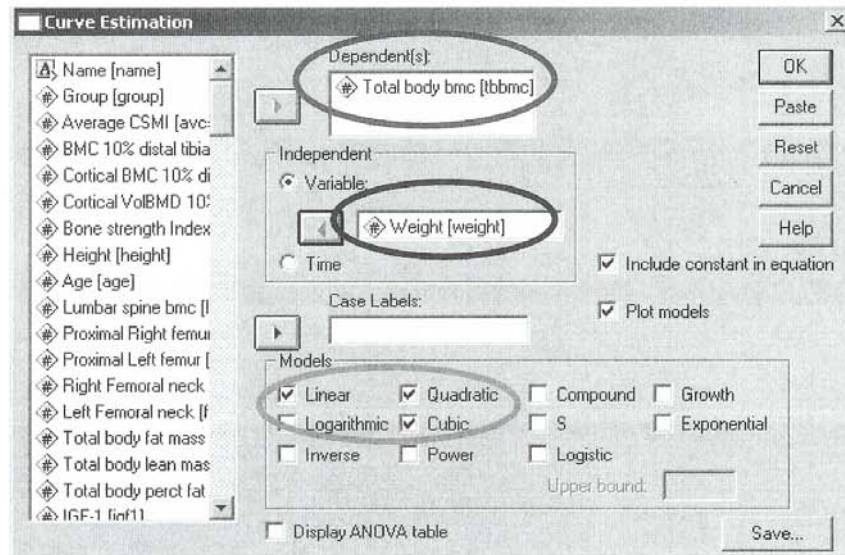 Curve Estimation
Name [name]
Group [group]
Average CSMI [avc:
BMC 10% distal tibia
Cortical BMC 10% di
Cortical VolBMD 10:
Bone strength Index
Height [height]
Age [age]
Lumbar spine bmc [l
Proximal Right femur
Proximal Left femur [
Right Femoral neck
Left Femoral neck [f
Total body fat mass
Total body lean mas
Total body perct fat
IGF-1 [igf1]
Dependent(s):
Total body bmc [tbbmc]
Independent
Variable:
Weight [weight]
Time
Case Labels:
OK
Paste
Reset
Cancel
Help
Include constant in equation
Plot models
Models
Linear Quadratic Compound Growth
Logarithmic Cubic S Exponential
Inverse Power Logistic
Upper bound:
Display ANOVA table
Save...